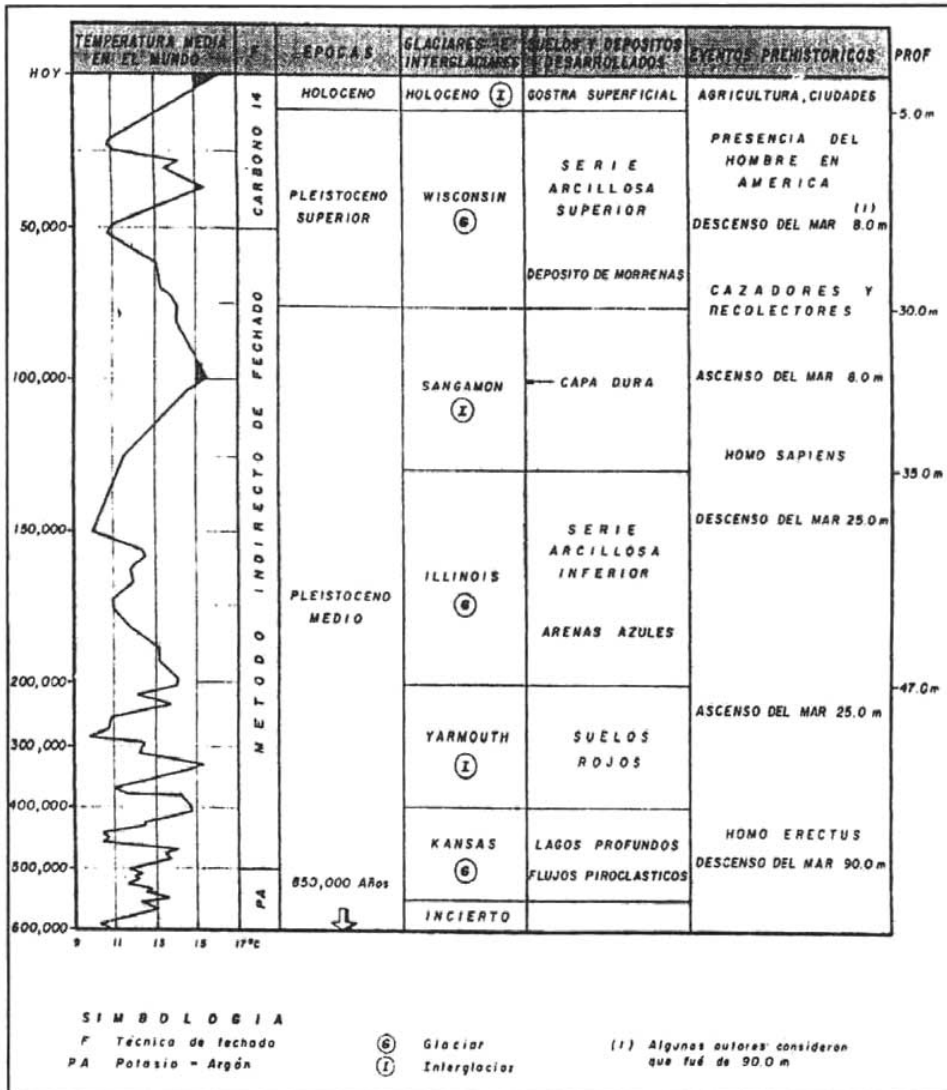 TEMPERATURA MEDIA
EN EL MUNDO
F
EPOCAS
GLACIARES E
INTERGLACIARES
SUELOS Y DEPOSITOS
DESARROLLADOS
EVENTOS PREHISTORICOS
PROF
HOY
50,000
100,000
150,000
200,000
300,000
400,000
500,000
600,000
9 11 13 15 17°C
CARBONO 14
METODO INDIRECTO DE FECHADO
PA
HOLOCENO
PLEISTOCENO
SUPERIOR
PLEISTOCENO
MEDIO
850,000 Años
HOLOCENO I
WISCONSIN
G
SANGAMON
I
ILLINOIS
G
YARMOUTH
I
KANSAS
G
INCIERTO
COSTRA SUPERFICIAL
SERIE
ARCILLOSA
SUPERIOR
DEPOSITO DE MORRENAS
CAPA DURA
SERIE
ARCILLOSA
INFERIOR
ARENAS AZULES
SUELOS
ROJOS
LAGOS PROFUNDOS
FLUJOS PIROCLASTICOS
AGRICULTURA, CIUDADES
PRESENCIA DEL
HOMBRE EN
AMERICA
(1)
DESCENSO DEL MAR 8.0 m
CAZADORES Y
RECOLECTORES
ASCENSO DEL MAR 8.0 m
HOMO SAPIENS
DESCENSO DEL MAR 25.0 m
ASCENSO DEL MAR 25.0 m
HOMO ERECTUS
DESCENSO DEL MAR 90.0 m
5.0 m
30.0 m
35.0 m
47.0 m
SIMBOLOGIA
F Técnica de fechado
PA Potasio - Argón
G Glaciar
I Interglaciar
(1) Algunos autores consideran
que fué de 90.0 m